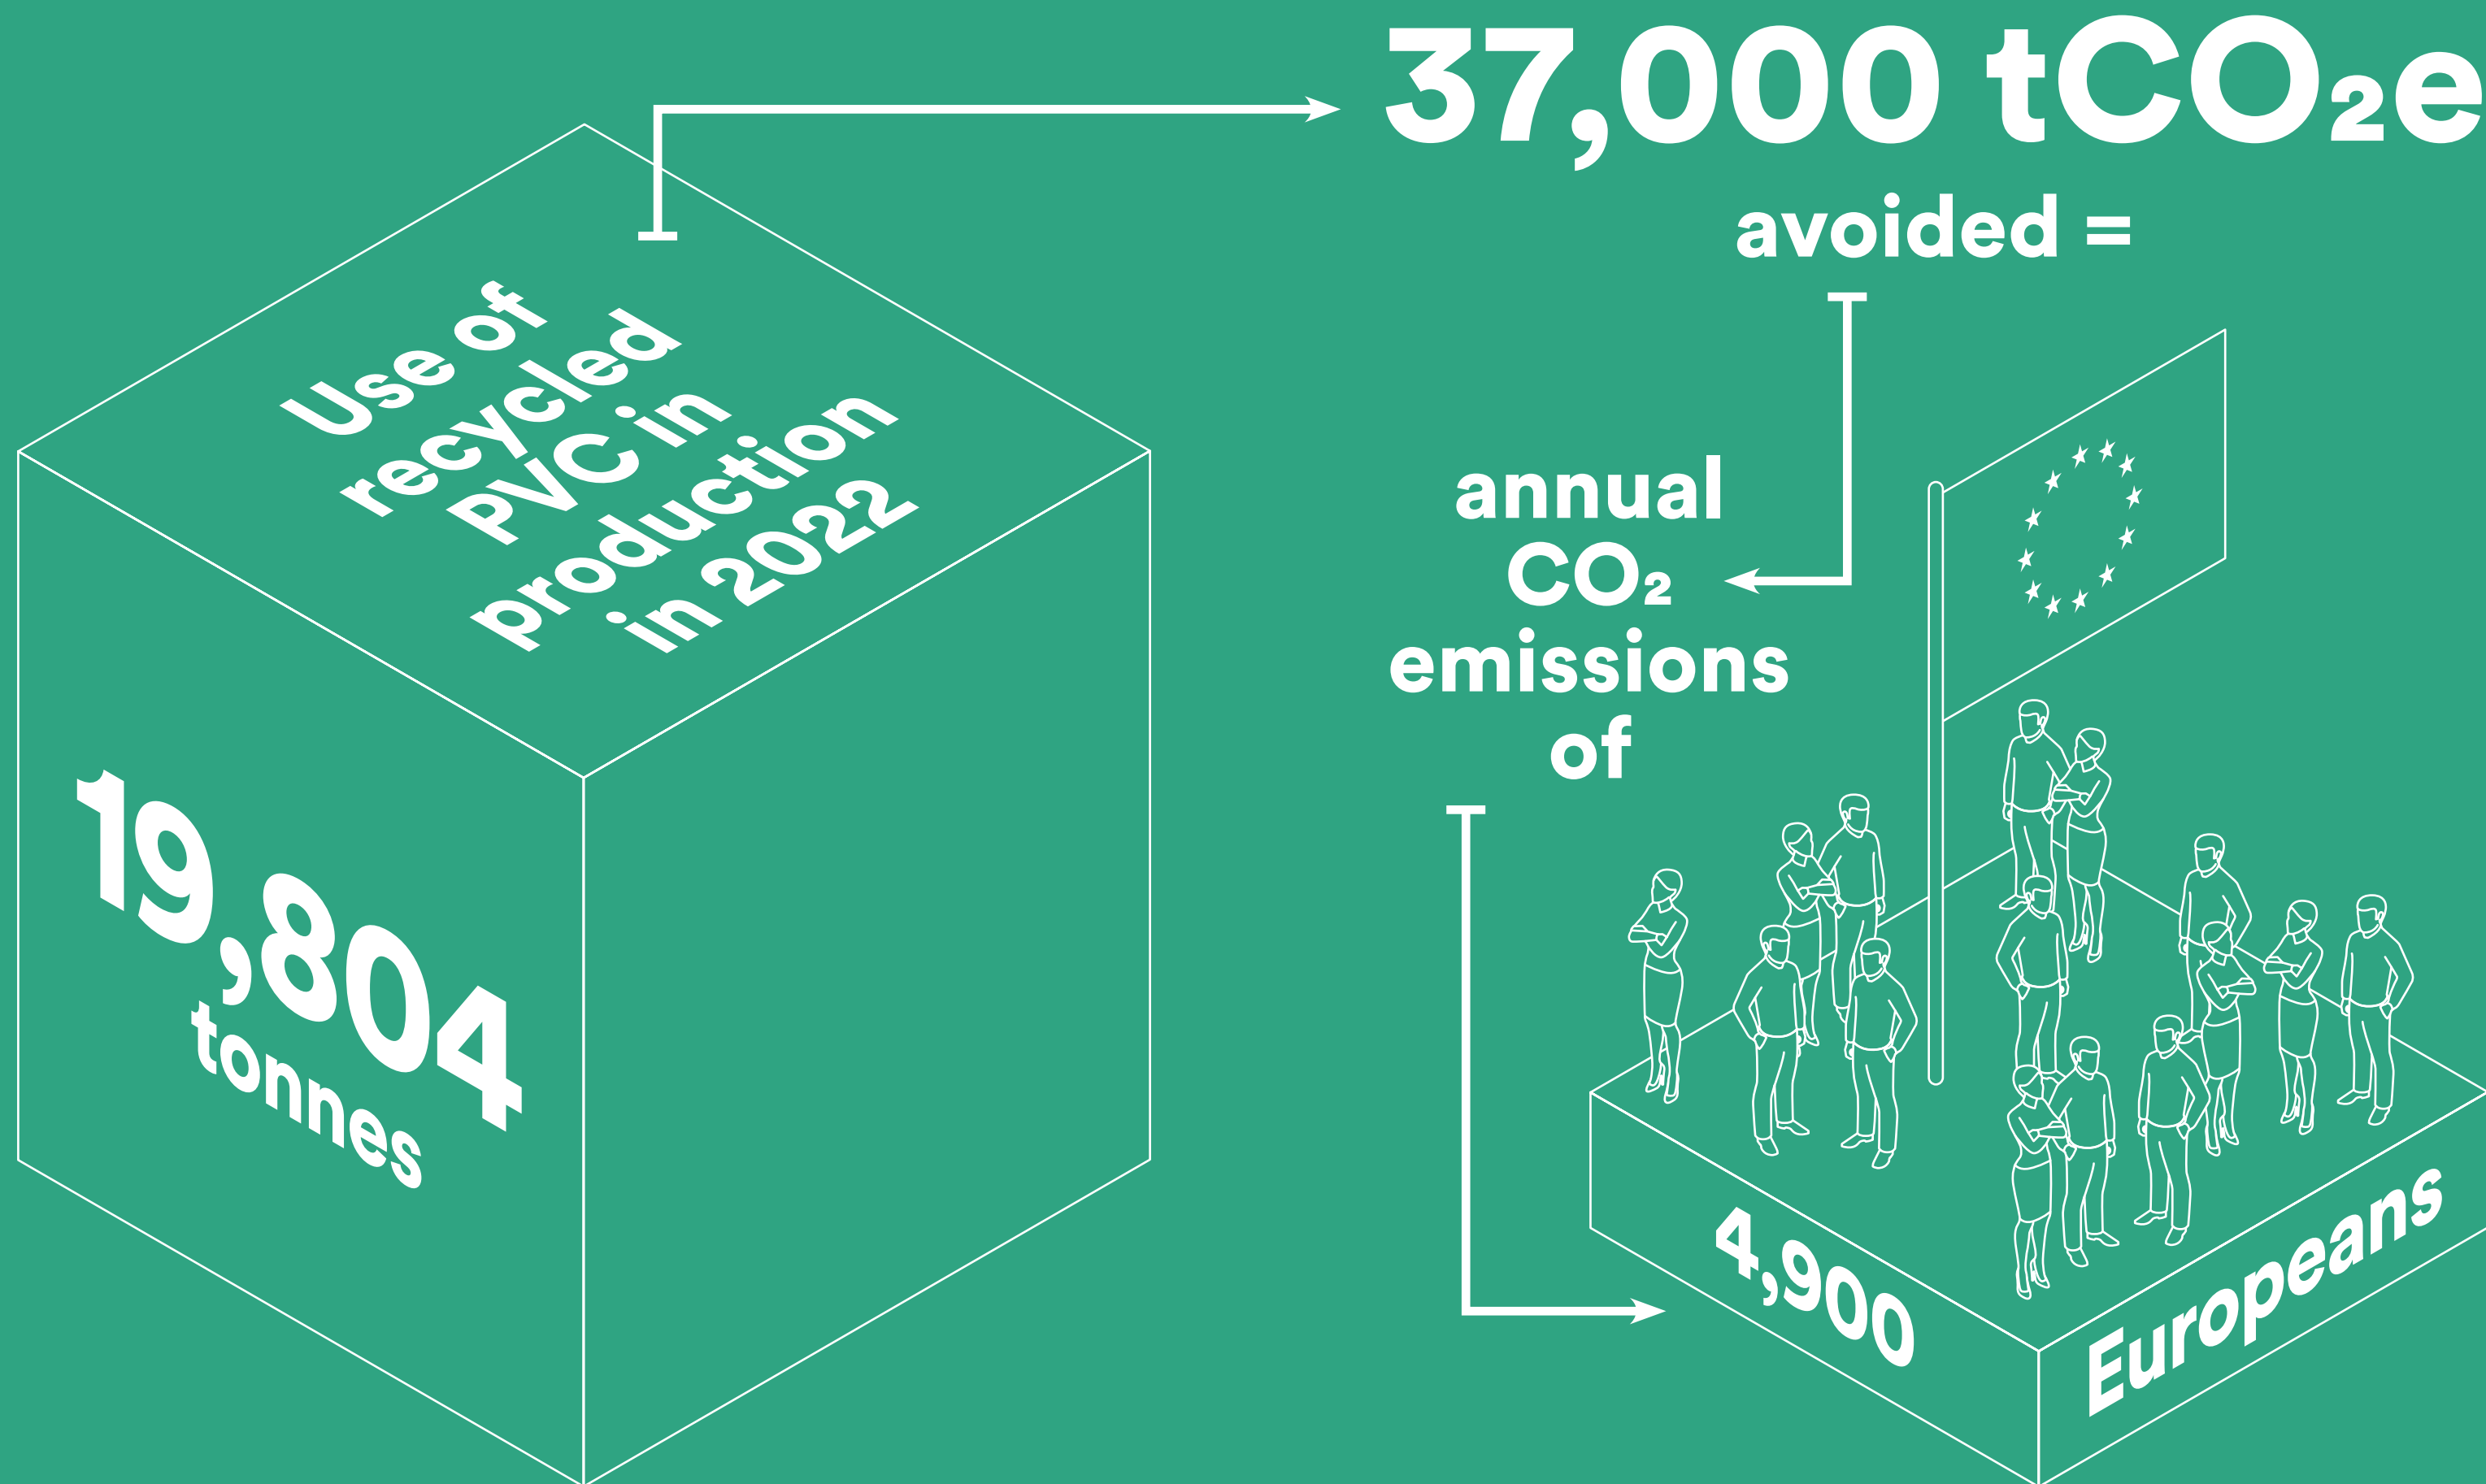 37,000 tCO₂e
avoided =
Use of
recycled
PVC in
production
in 2022
19,804
tonnes
annual
CO₂
emissions
of
4,900
Europeans